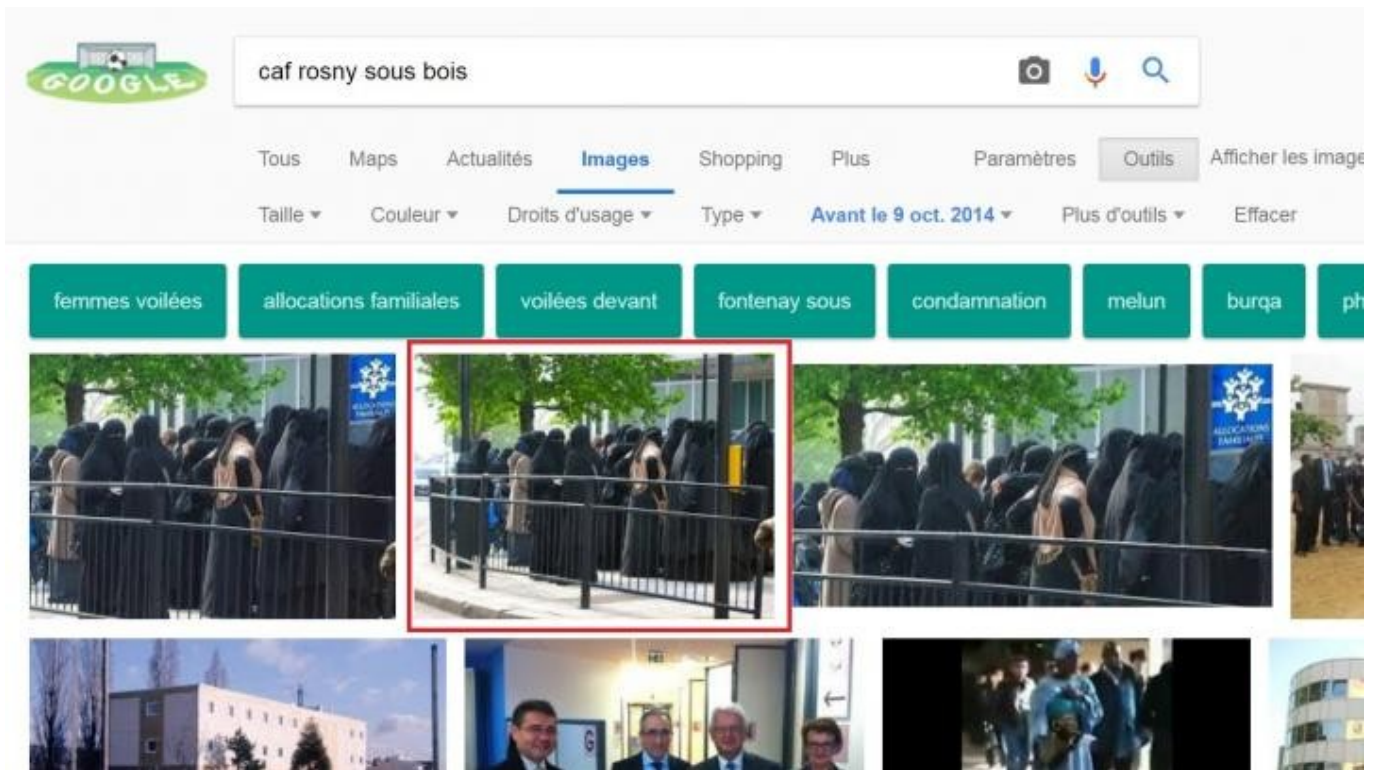 GOOGLE
caf rosny sous bois
Tous Maps Actualités Images Shopping Plus Paramètres Outils Afficher les image
Taille Couleur Droits d'usage Type Avant le 9 oct. 2014 Plus d'outils Effacer
femmes voilées allocations familiales voilées devant fontenay sous condamnation melun burqa ph
ALLOCATIONS
ALLOCATIONS
FAMILIALES